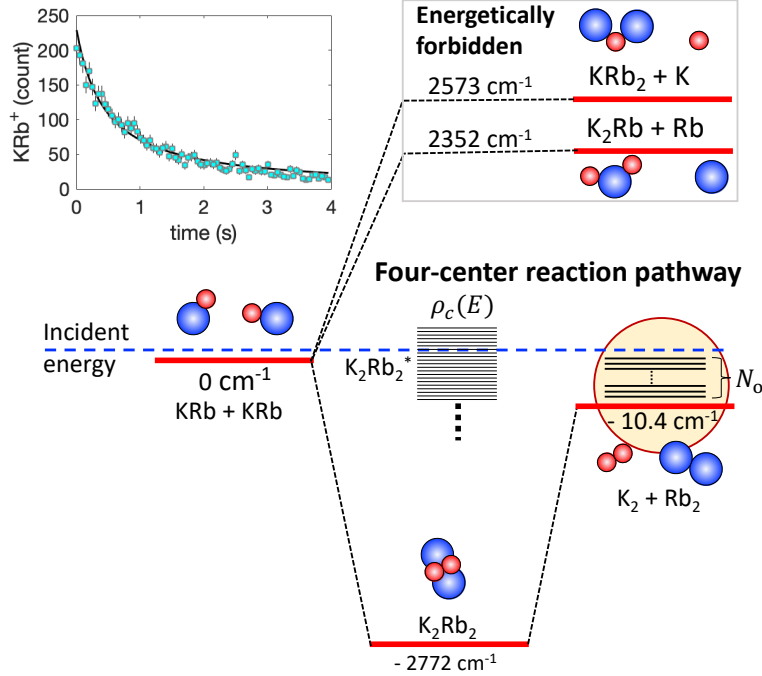 250
200
150
100
50
0
KRb⁺ (count)
0
1
2
3
4
time (s)
Energetically
forbidden
2573 cm⁻¹
KRb₂ + K
2352 cm⁻¹
K₂Rb + Rb
Four-center reaction pathway
ρ_c(E)
Incident
energy
K₂Rb₂*
N_o
0 cm⁻¹
KRb + KRb
- 10.4 cm⁻¹
K₂ + Rb₂
K₂Rb₂
- 2772 cm⁻¹